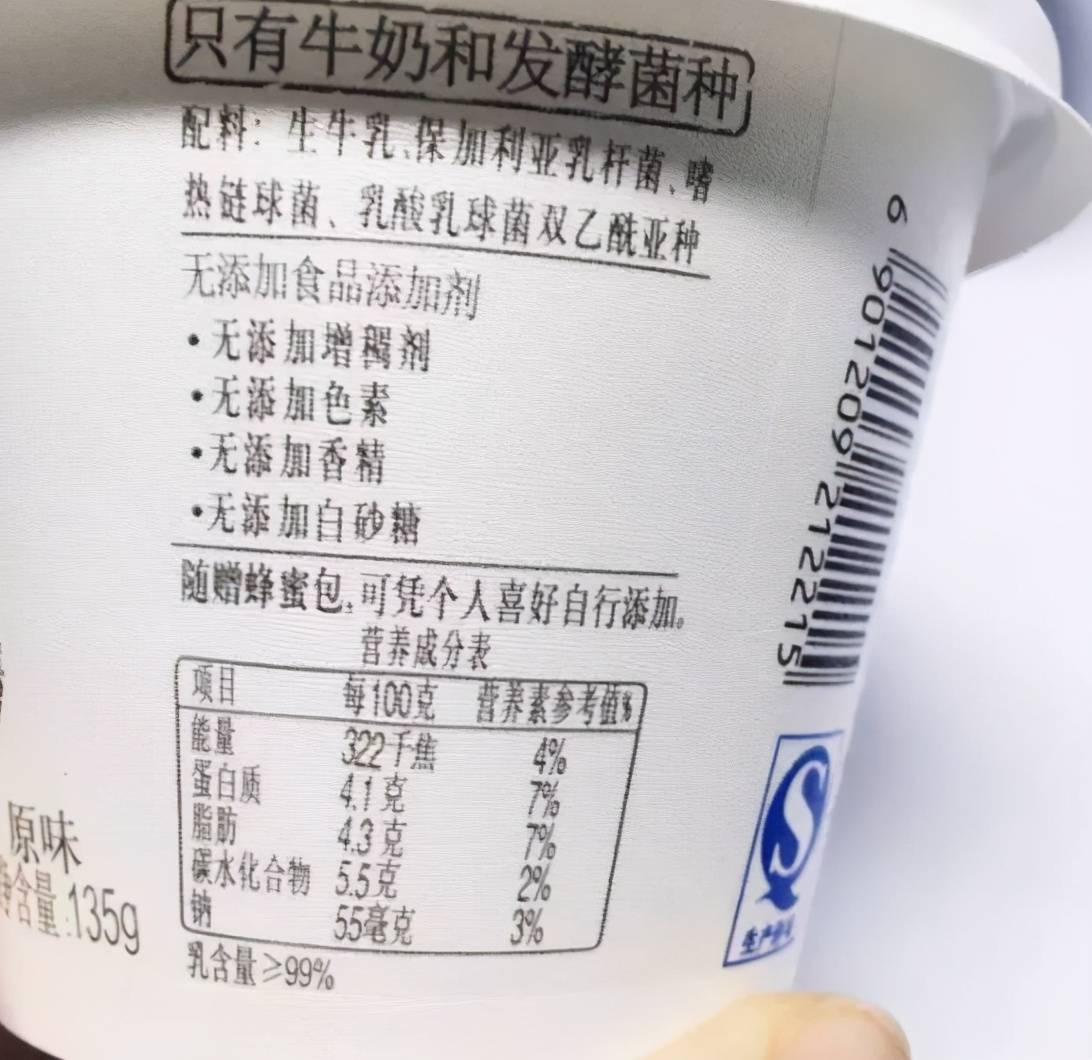 只有牛奶和发酵菌种
配料：生牛乳、保加利亚乳杆菌、嗜
热链球菌、乳酸乳球菌双乙酰亚种
无添加食品添加剂
·无添加增稠剂
·无添加色素
·无添加香精
·无添加白砂糖
随赠蜂蜜包,可凭个人喜好自行添加。
营养成分表
项目 每100克 营养素参考值%
能量 322千焦 4%
蛋白质 4.1克 7%
脂肪 4.3克 7%
碳水化合物 5.5克 2%
钠 55毫克 3%
乳含量≥99%
原味
含量:135g
6 901209 212215
生产许可